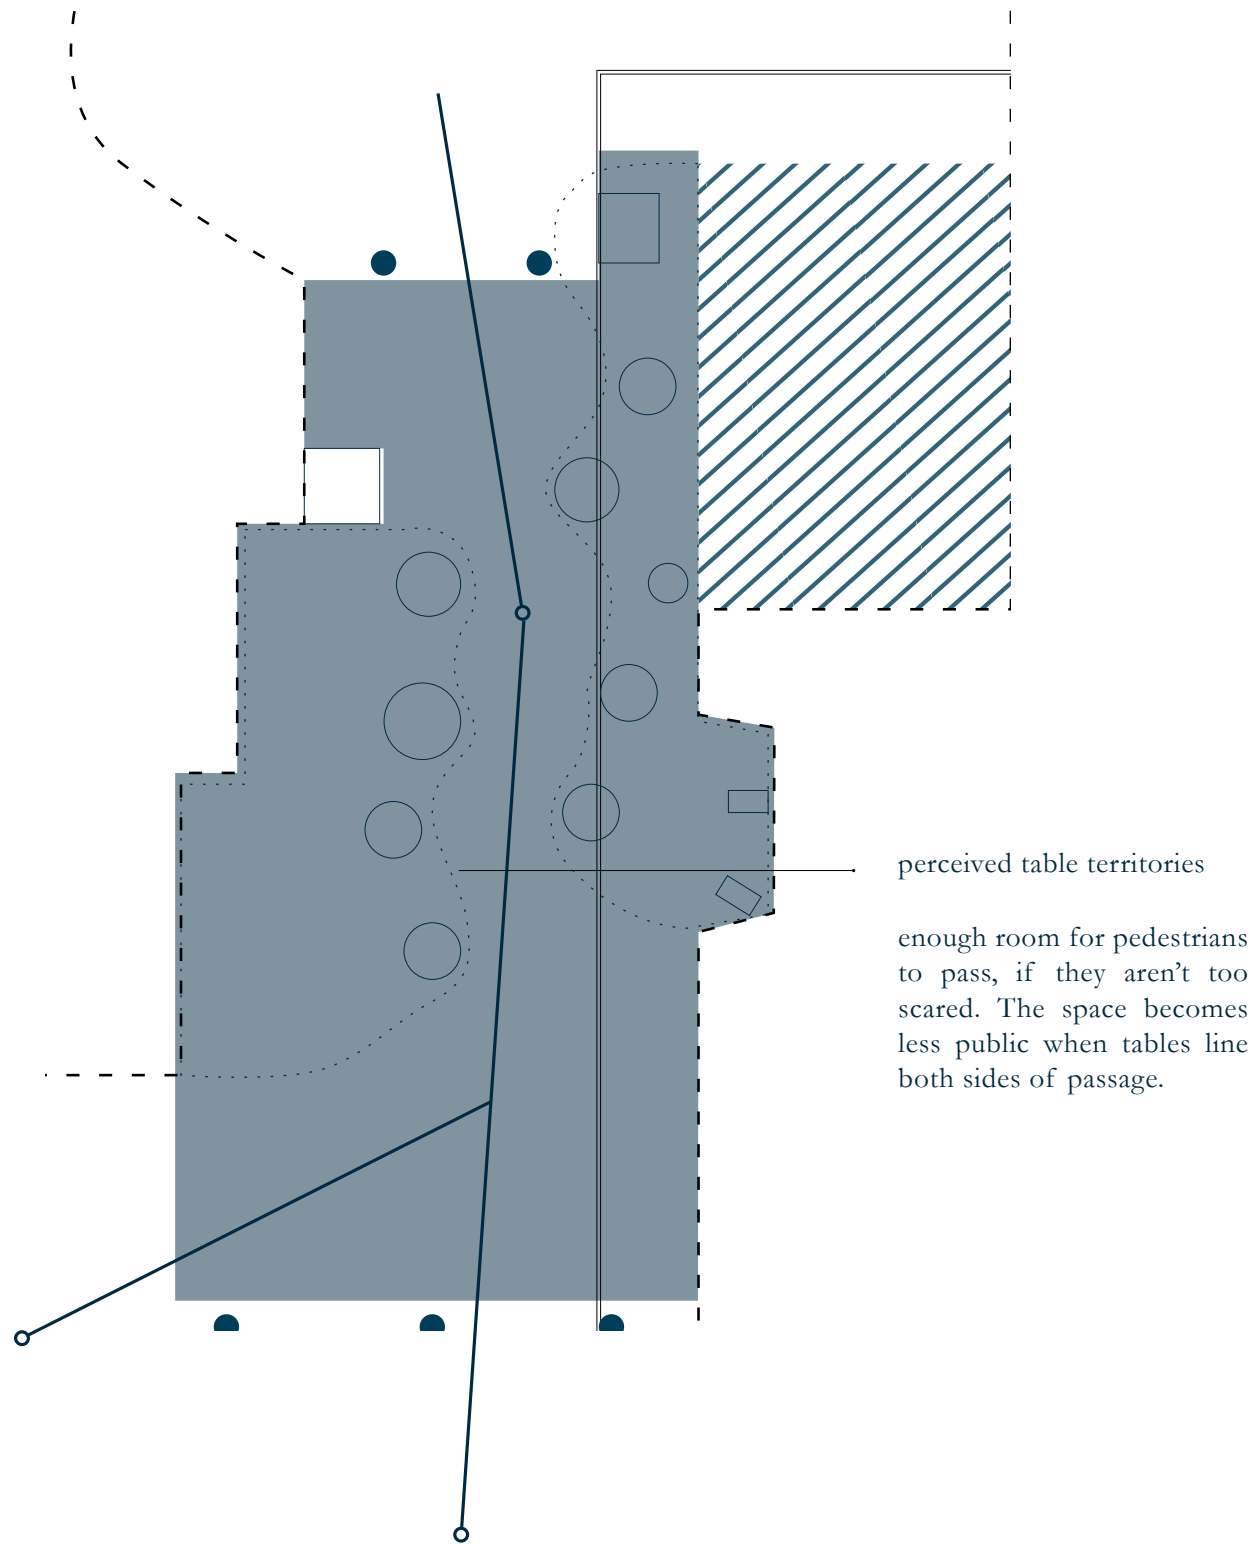 perceived table territories
enough room for pedestrians
to pass, if they aren’t too
scared. The space becomes
less public when tables line
both sides of passage.